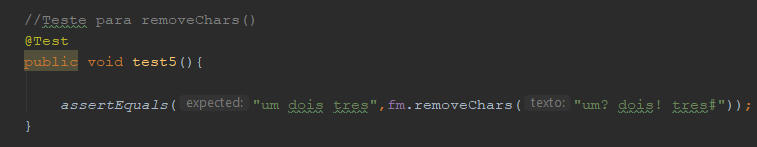 //Teste para removeChars()
@Test
public void test5(){
assertEquals( expected: "um dois tres",fm.removeChars( texto: "um? dois! tres#"));
}